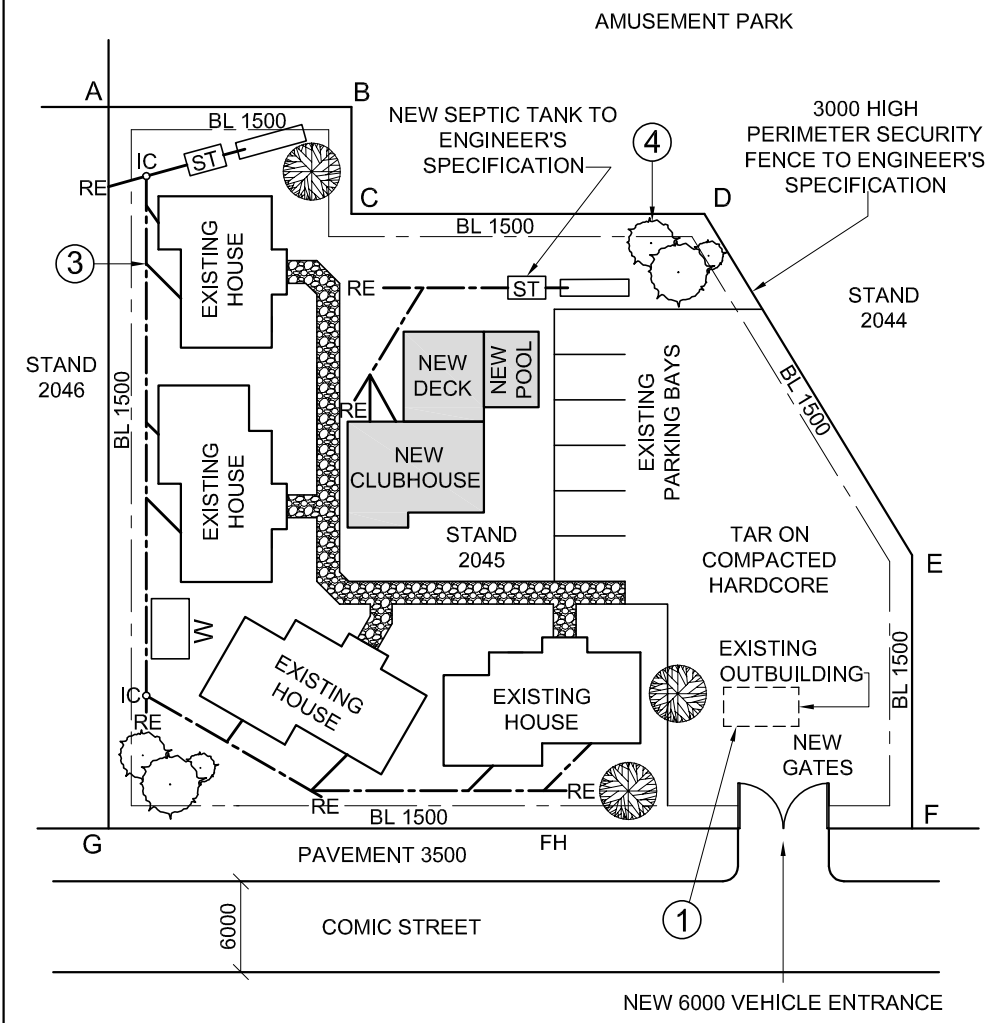 AMUSEMENT PARK
A
B
BL 1500
NEW SEPTIC TANK TO
ENGINEER'S
SPECIFICATION
4
3000 HIGH
PERIMETER SECURITY
FENCE TO ENGINEER'S
SPECIFICATION
IC
ST
RE
C
D
BL 1500
3
EXISTING
HOUSE
RE
ST
STAND
2044
STAND
2046
NEW
DECK
NEW
POOL
BL 1500
BL 1500
RE
EXISTING
PARKING BAYS
NEW
CLUBHOUSE
EXISTING
HOUSE
STAND
2045
TAR ON
COMPACTED
HARDCORE
E
W
EXISTING
HOUSE
EXISTING
HOUSE
EXISTING
OUTBUILDING
BL 1500
IC
RE
NEW
GATES
RE
RE
BL 1500
G
FH
F
PAVEMENT 3500
6000
COMIC STREET
1
NEW 6000 VEHICLE ENTRANCE